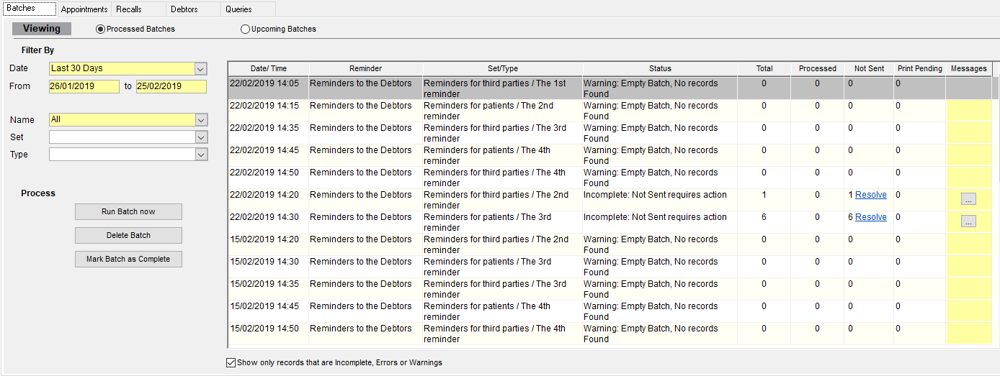 Batches Appointments Recalls Debtors Queries
Viewing Processed Batches Upcoming Batches
Filter By
Date Last 30 Days
From 26/01/2019 to 25/02/2019
Name All
Set
Type
Process
Run Batch now
Delete Batch
Mark Batch as Complete
Date/ Time Reminder Set/Type Status Total Processed Not Sent Print Pending Messages
22/02/2019 14:05 Reminders to the Debtors Reminders for third parties / The 1st Warning: Empty Batch, No records 0 0 0 0
reminder Found
22/02/2019 14:15 Reminders to the Debtors Reminders for patients / The 2nd Warning: Empty Batch, No records 0 0 0 0
reminder Found
22/02/2019 14:35 Reminders to the Debtors Reminders for third parties / The 3rd Warning: Empty Batch, No records 0 0 0 0
reminder Found
22/02/2019 14:45 Reminders to the Debtors Reminders for patients / The 4th Warning: Empty Batch, No records 0 0 0 0
reminder Found
22/02/2019 14:50 Reminders to the Debtors Reminders for third parties / The 4th Warning: Empty Batch, No records 0 0 0 0
reminder Found
22/02/2019 14:20 Reminders to the Debtors Reminders for third parties / The 2nd Incomplete: Not Sent requires action 1 0 1 Resolve 0 ...
reminder
22/02/2019 14:30 Reminders to the Debtors Reminders for patients / The 3rd Incomplete: Not Sent requires action 6 0 6 Resolve 0 ...
reminder
15/02/2019 14:20 Reminders to the Debtors Reminders for third parties / The 2nd Warning: Empty Batch, No records 0 0 0 0
reminder Found
15/02/2019 14:30 Reminders to the Debtors Reminders for patients / The 3rd Warning: Empty Batch, No records 0 0 0 0
reminder Found
15/02/2019 14:35 Reminders to the Debtors Reminders for third parties / The 3rd Warning: Empty Batch, No records 0 0 0 0
reminder Found
15/02/2019 14:45 Reminders to the Debtors Reminders for patients / The 4th Warning: Empty Batch, No records 0 0 0 0
reminder Found
15/02/2019 14:50 Reminders to the Debtors Reminders for third parties / The 4th Warning: Empty Batch, No records 0 0 0 0
reminder Found
Show only records that are Incomplete, Errors or Warnings